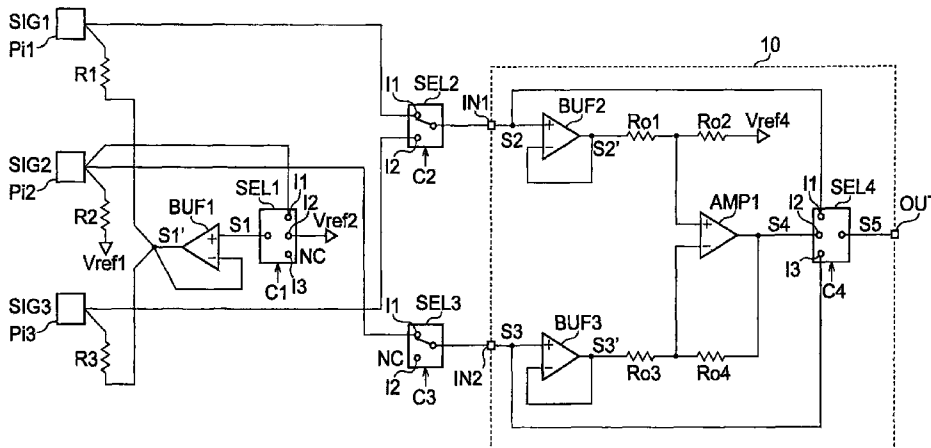 10
SIG1
Pi1
R1
SEL2
I1
I2
C2
IN1
S2
BUF2
S2'
Ro1
Ro2
Vref4
SIG2
Pi2
R2
Vref1
S1'
BUF1
S1
SEL1
I1
I2
NC
I3
C1
Vref2
AMP1
S4
SEL4
I1
I2
I3
C4
S5
OUT
SIG3
Pi3
R3
SEL3
I1
NC
I2
C3
IN2
S3
BUF3
S3'
Ro3
Ro4